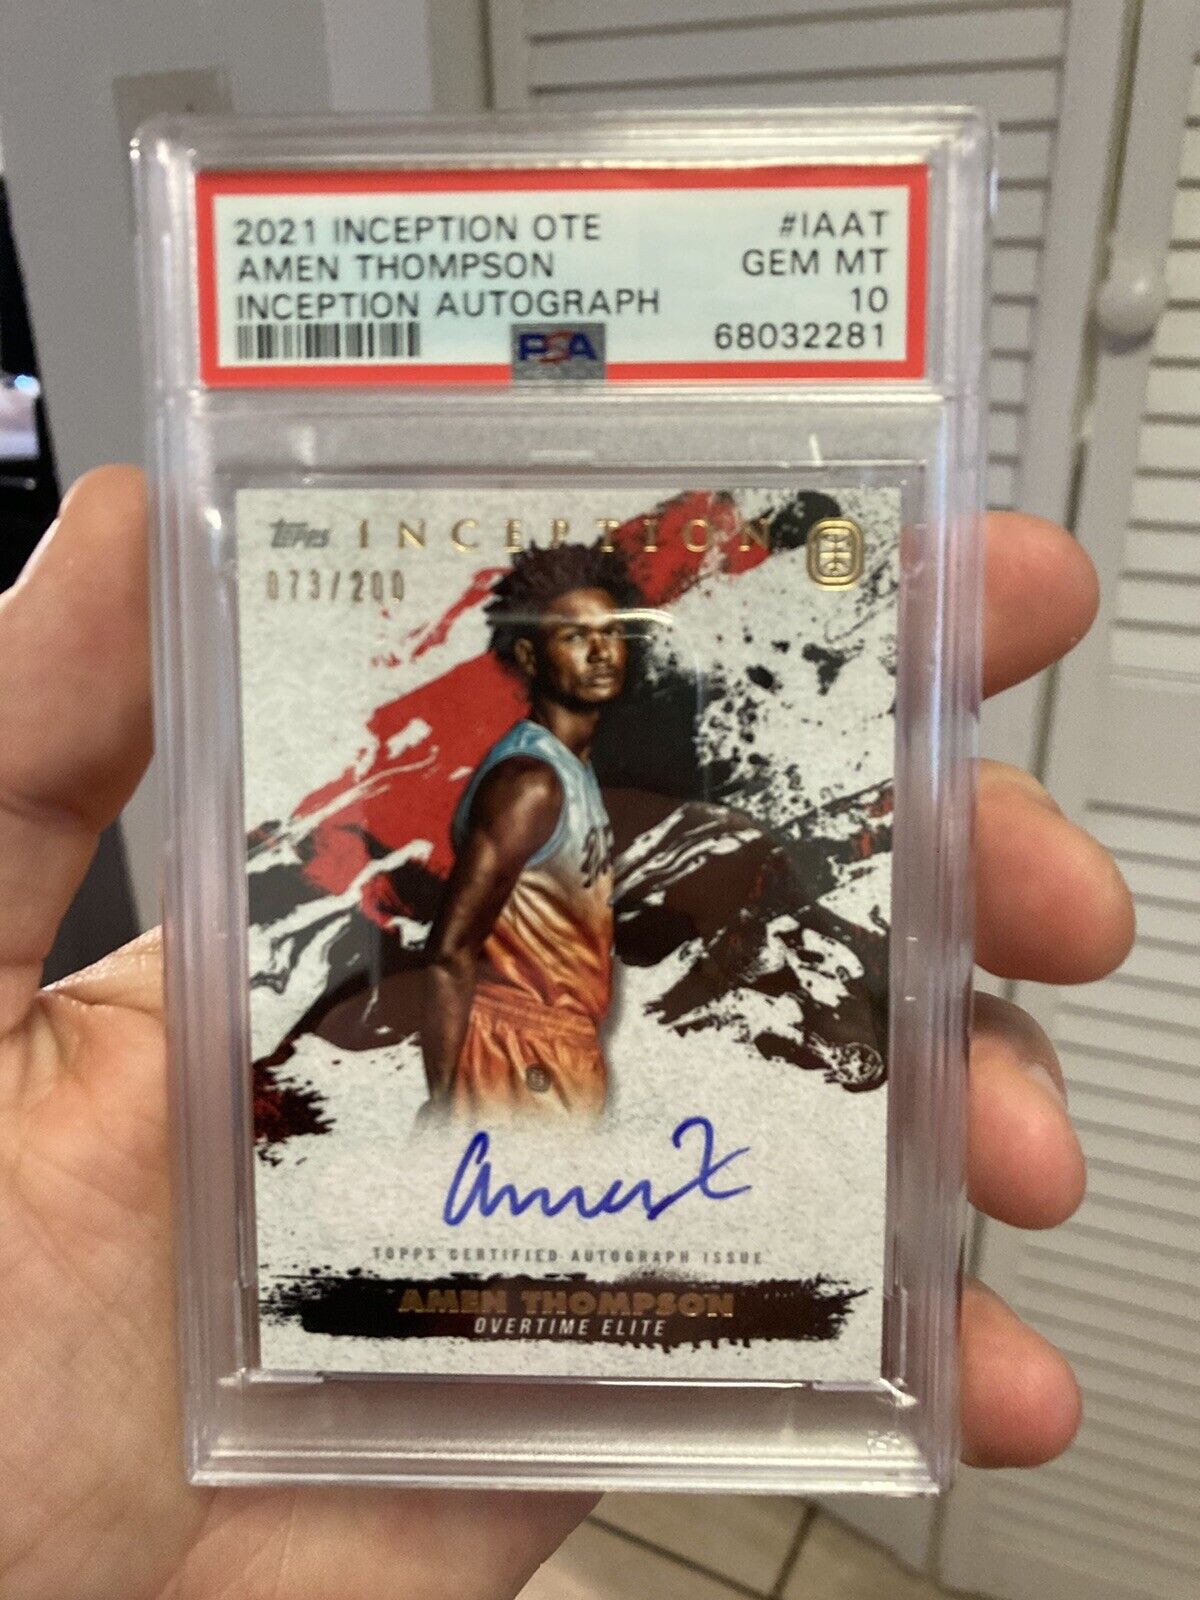 2021 INCEPTION OTE #IAAT
AMEN THOMPSON GEM MT
INCEPTION AUTOGRAPH 10
PSA 68032281
Topps INCEPTION
073/200
Amen T
TOPPS CERTIFIED AUTOGRAPH ISSUE
AMEN THOMPSON
OVERTIME ELITE